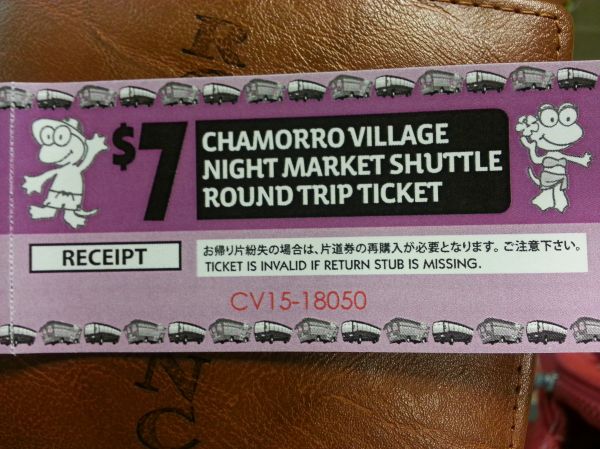 $7
CHAMORRO VILLAGE
NIGHT MARKET SHUTTLE
ROUND TRIP TICKET
RECEIPT
お帰り片紛失の場合は、片道券の再購入が必要となります。ご注意下さい。
TICKET IS INVALID IF RETURN STUB IS MISSING.
CV15-18050